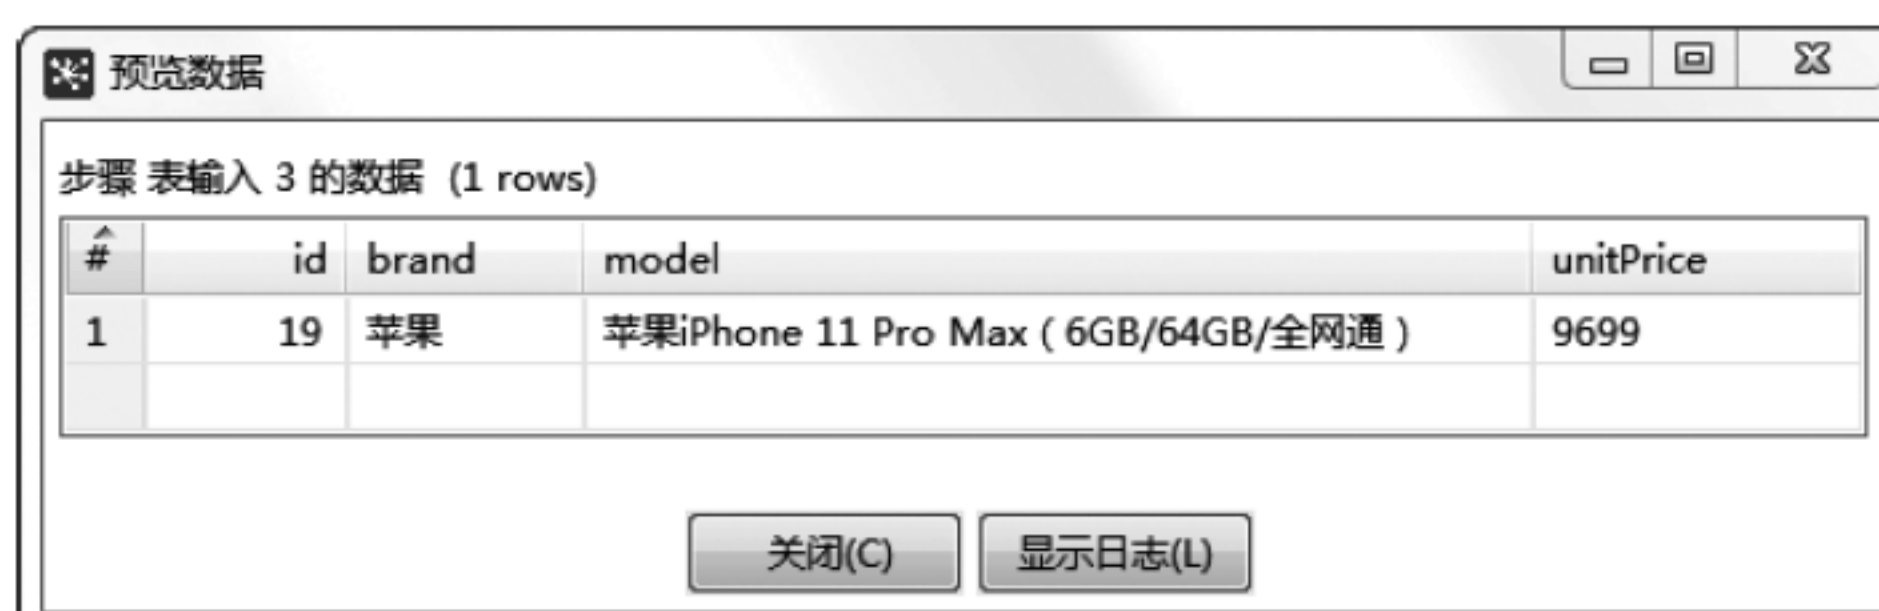 预览数据
步骤 表输入 3 的数据 (1 rows)
# id brand model unitPrice
1 19 苹果 苹果iPhone 11 Pro Max（6GB/64GB/全网通） 9699
关闭(C) 显示日志(L)